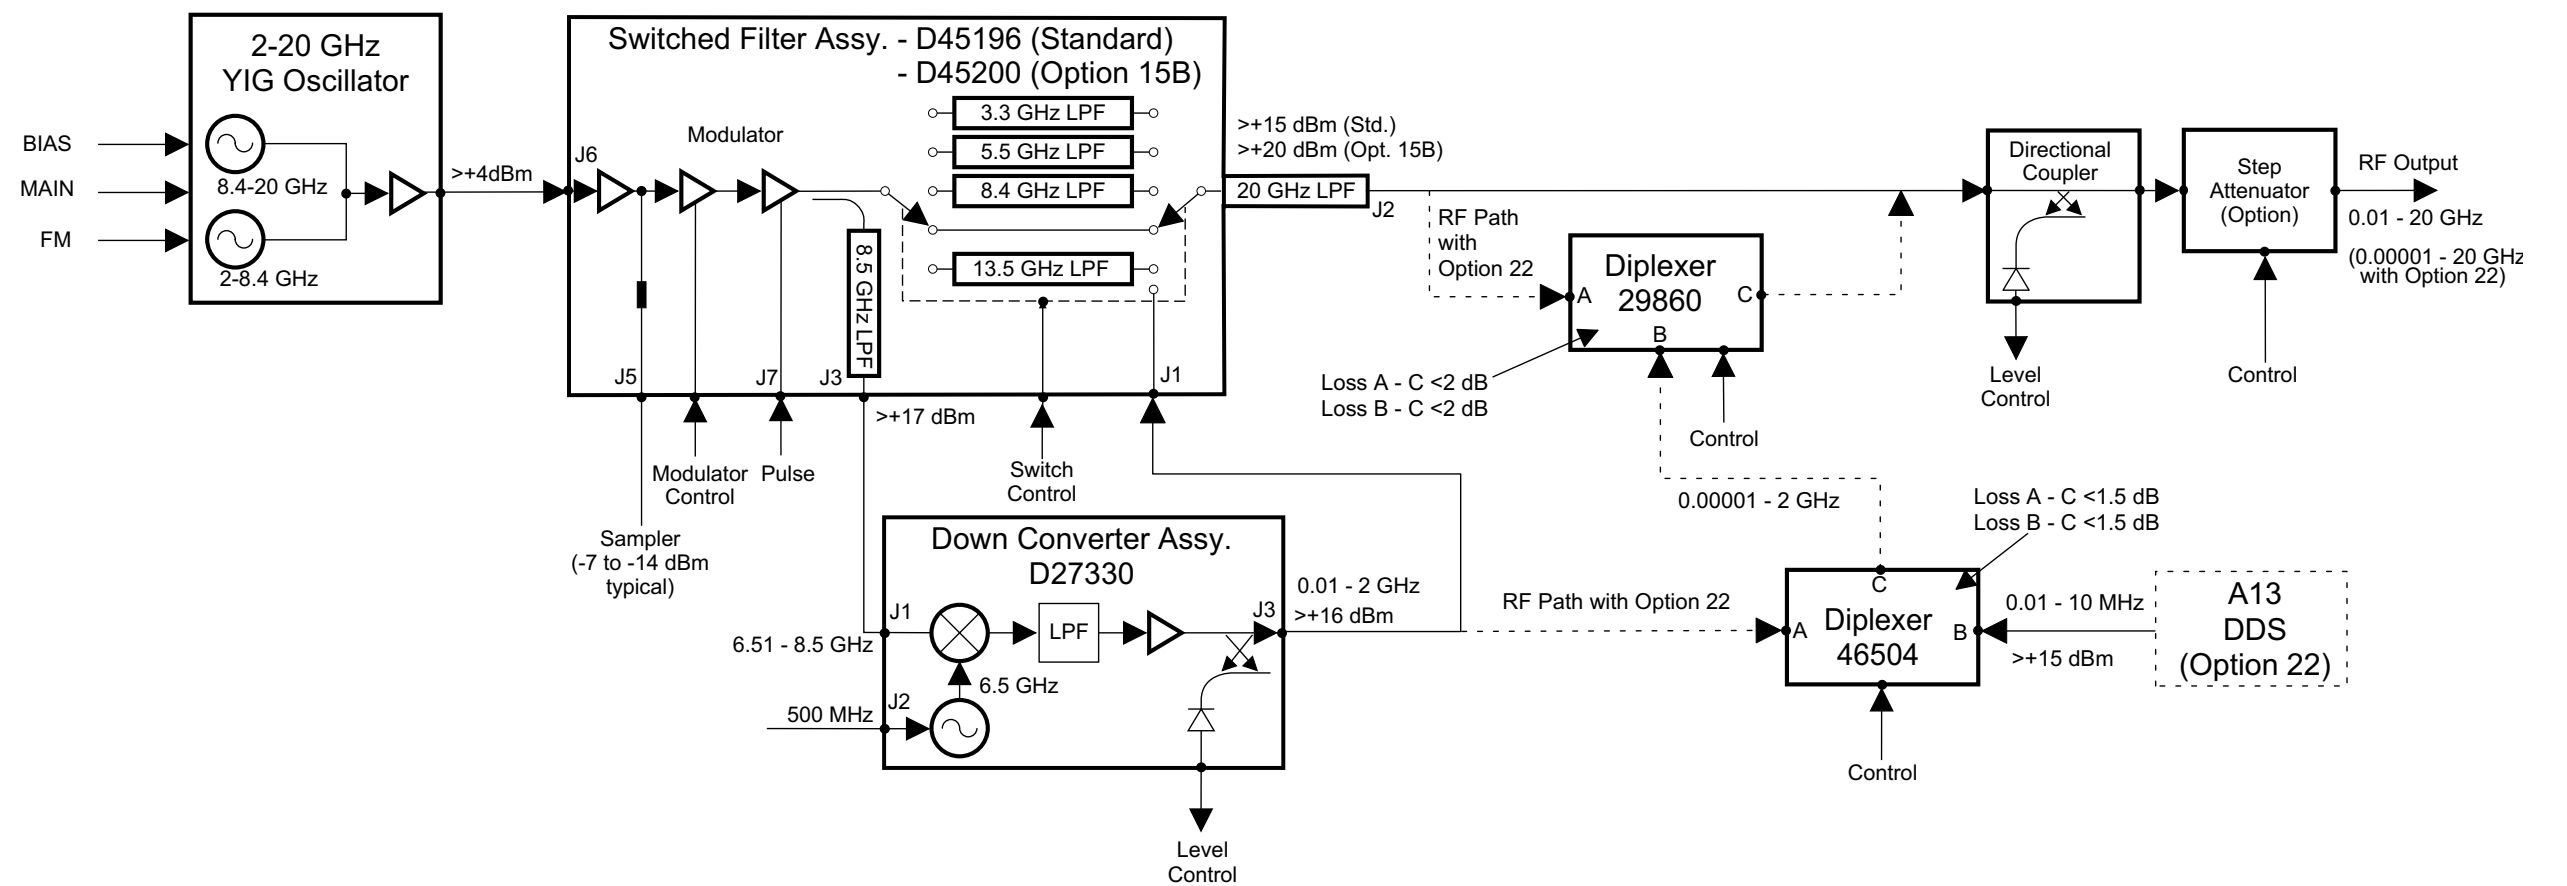 2-20 GHz
YIG Oscillator
BIAS
MAIN
FM
8.4-20 GHz
2-8.4 GHz
>+4dBm
Switched Filter Assy. - D45196 (Standard)
- D45200 (Option 15B)
J6
Modulator
3.3 GHz LPF
5.5 GHz LPF
8.4 GHz LPF
13.5 GHz LPF
8.5 GHz LPF
J5
J7
J3
J1
>+15 dBm (Std.)
>+20 dBm (Opt. 15B)
20 GHz LPF
J2
RF Path
with
Option 22
Diplexer
29860
A
B
C
Loss A - C <2 dB
Loss B - C <2 dB
Control
Directional
Coupler
Level
Control
Step
Attenuator
(Option)
Control
RF Output
0.01 - 20 GHz
(0.00001 - 20 GHz
with Option 22)
>+17 dBm
Modulator
Control
Pulse
Switch
Control
Sampler
(-7 to -14 dBm
typical)
Down Converter Assy.
D27330
J1
6.51 - 8.5 GHz
LPF
6.5 GHz
J2
500 MHz
J3
0.01 - 2 GHz
>+16 dBm
Level
Control
RF Path with Option 22
0.00001 - 2 GHz
Loss A - C <1.5 dB
Loss B - C <1.5 dB
C
Diplexer
46504
A
B
Control
0.01 - 10 MHz
>+15 dBm
A13
DDS
(Option 22)